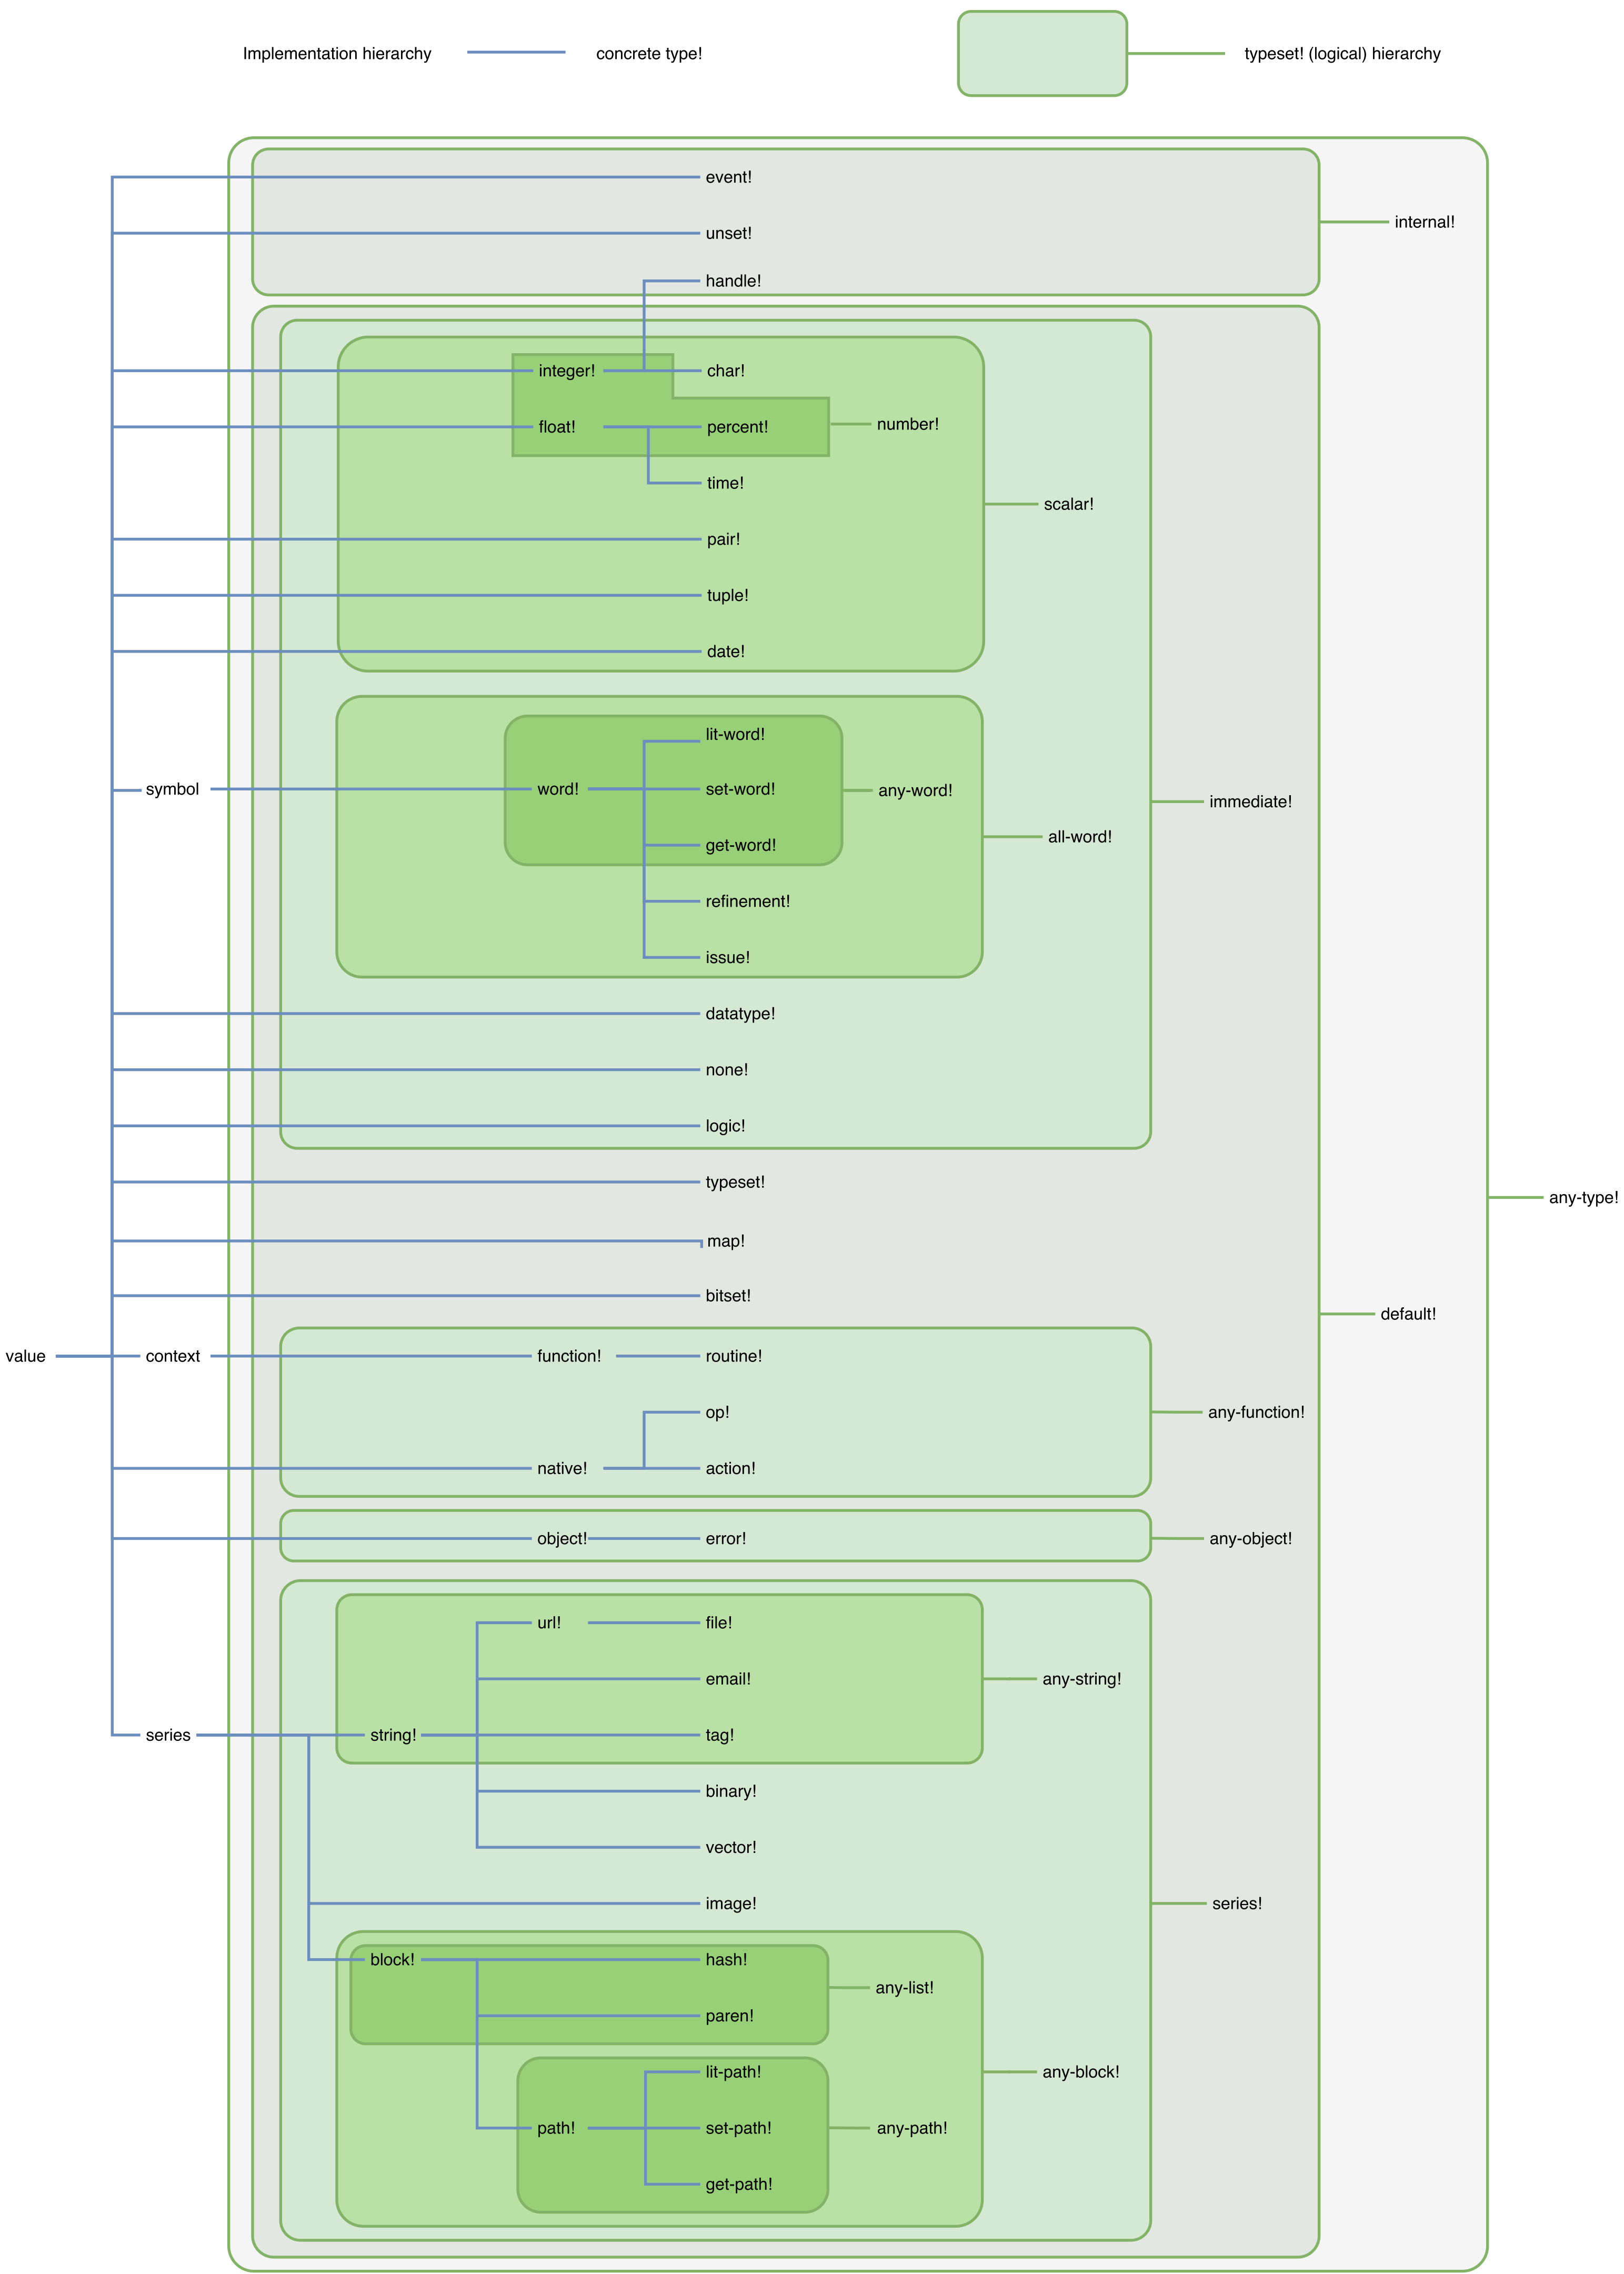 Implementation hierarchy
concrete type!
typeset! (logical) hierarchy
event!
internal!
unset!
handle!
integer!
char!
float!
percent!
number!
time!
scalar!
pair!
tuple!
date!
lit-word!
symbol
word!
set-word!
any-word!
immediate!
all-word!
get-word!
refinement!
issue!
datatype!
none!
logic!
typeset!
any-type!
map!
bitset!
default!
value
context
function!
routine!
op!
any-function!
native!
action!
object!
error!
any-object!
url!
file!
email!
any-string!
series
string!
tag!
binary!
vector!
image!
series!
block!
hash!
any-list!
paren!
lit-path!
any-block!
path!
set-path!
any-path!
get-path!